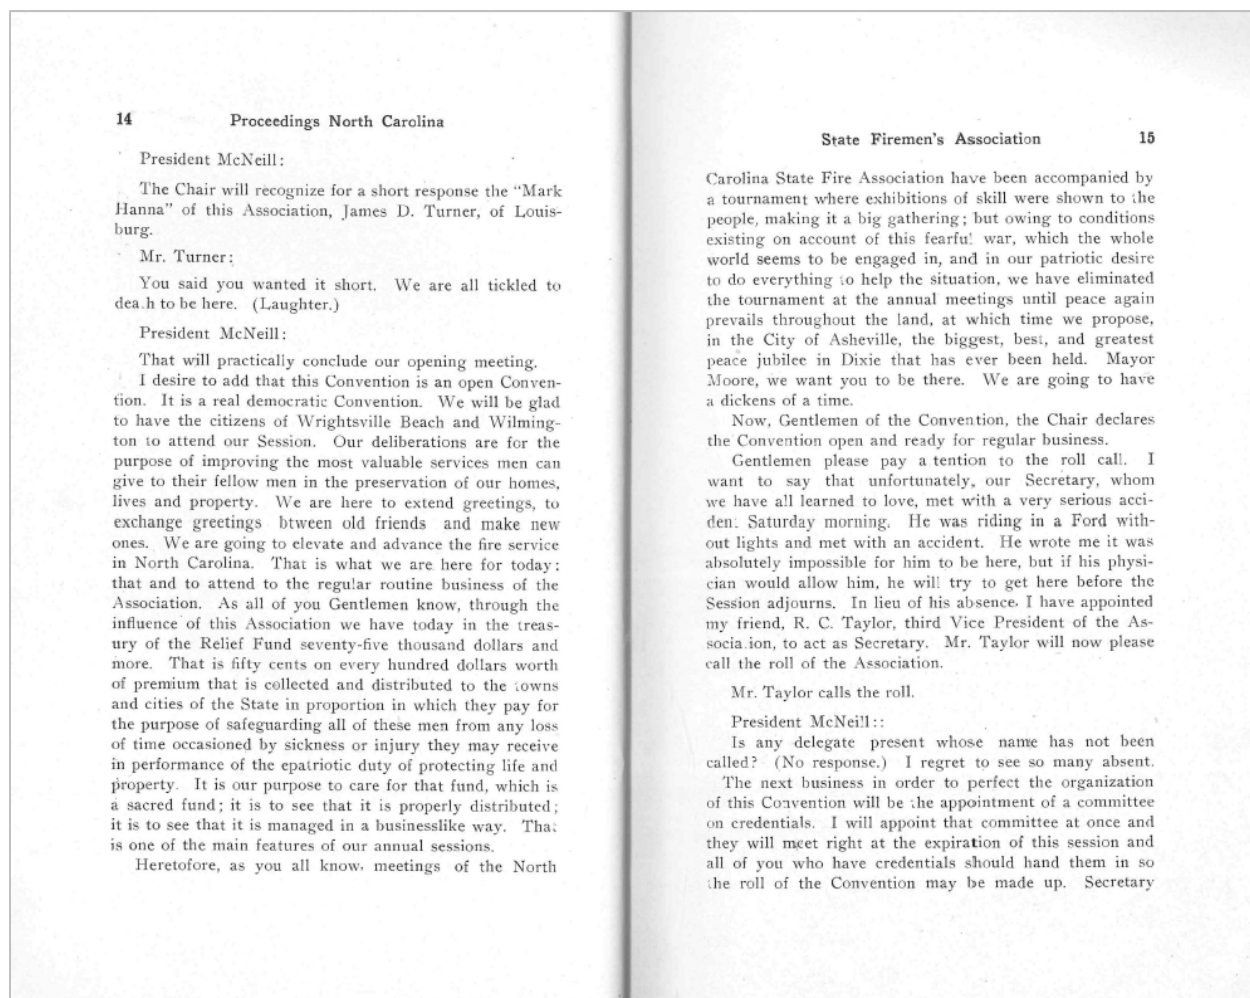 14 Proceedings North Carolina
President McNeill:
The Chair will recognize for a short response the "Mark
Hanna" of this Association, James D. Turner, of Louis-
burg.
Mr. Turner:
You said you wanted it short. We are all tickled to
dea.h to be here. (Laughter.)
President McNeill:
That will practically conclude our opening meeting.
I desire to add that this Convention is an open Conven-
tion. It is a real democratic Convention. We will be glad
to have the citizens of Wrightsville Beach and Wilming-
ton to attend our Session. Our deliberations are for the
purpose of improving the most valuable services men can
give to their fellow men in the preservation of our homes,
lives and property. We are here to extend greetings, to
exchange greetings btween old friends and make new
ones. We are going to elevate and advance the fire service
in North Carolina. That is what we are here for today;
that and to attend to the regular routine business of the
Association. As all of you Gentlemen know, through the
influence of this Association we have today in the treas-
ury of the Relief Fund seventy-five thousand dollars and
more. That is fifty cents on every hundred dollars worth
of premium that is collected and distributed to the towns
and cities of the State in proportion in which they pay for
the purpose of safeguarding all of these men from any loss
of time occasioned by sickness or injury they may receive
in performance of the epatriotic duty of protecting life and
property. It is our purpose to care for that fund, which is
a sacred fund; it is to see that it is properly distributed;
it is to see that it is managed in a businesslike way. That
is one of the main features of our annual sessions.
Heretofore, as you all know, meetings of the North
State Firemen's Association 15
Carolina State Fire Association have been accompanied by
a tournament where exhibitions of skill were shown to the
people, making it a big gathering; but owing to conditions
existing on account of this fearful war, which the whole
world seems to be engaged in, and in our patriotic desire
to do everything to help the situation, we have eliminated
the tournament at the annual meetings until peace again
prevails throughout the land, at which time we propose,
in the City of Asheville, the biggest, best, and greatest
peace jubilee in Dixie that has ever been held. Mayor
Moore, we want you to be there. We are going to have
a dickens of a time.
Now, Gentlemen of the Convention, the Chair declares
the Convention open and ready for regular business.
Gentlemen please pay a tention to the roll call. I
want to say that unfortunately, our Secretary, whom
we have all learned to love, met with a very serious acci-
dent Saturday morning. He was riding in a Ford with-
out lights and met with an accident. He wrote me it was
absolutely impossible for him to be here, but if his physi-
cian would allow him, he will try to get here before the
Session adjourns. In lieu of his absence. I have appointed
my friend, R. C. Taylor, third Vice President of the As-
socia.ion, to act as Secretary. Mr. Taylor will now please
call the roll of the Association.
Mr. Taylor calls the roll.
President McNeill::
Is any delegate present whose name has not been
called? (No response.) I regret to see so many absent.
The next business in order to perfect the organization
of this Convention will be the appointment of a committee
on credentials. I will appoint that committee at once and
they will meet right at the expiration of this session and
all of you who have credentials should hand them in so
the roll of the Convention may be made up. Secretary